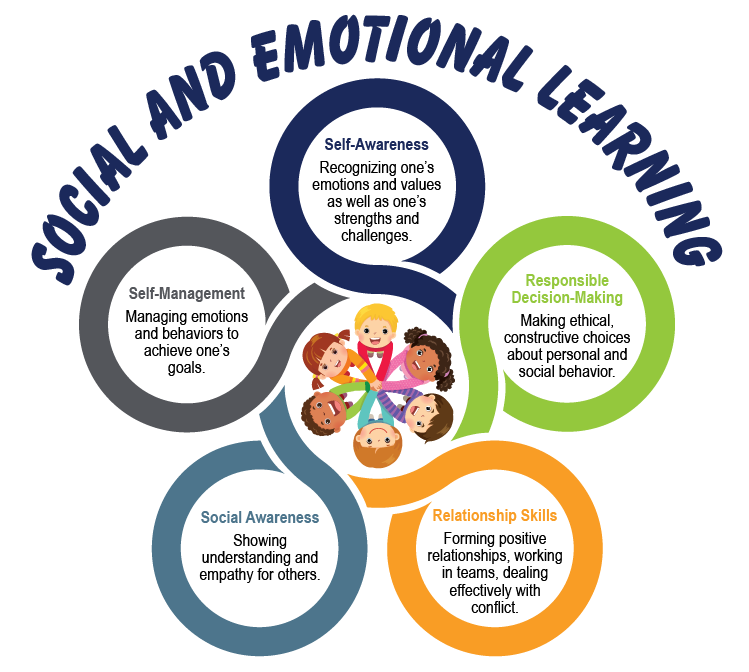 SOCIAL AND EMOTIONAL LEARNING
Self-Awareness
Recognizing one's
emotions and values
as well as one's
strengths and
challenges.
Responsible
Decision-Making
Making ethical,
constructive choices
about personal and
social behavior.
Relationship Skills
Forming positive
relationships, working
in teams, dealing
effectively with
conflict.
Social Awareness
Showing
understanding and
empathy for others.
Self-Management
Managing emotions
and behaviors to
achieve one's
goals.